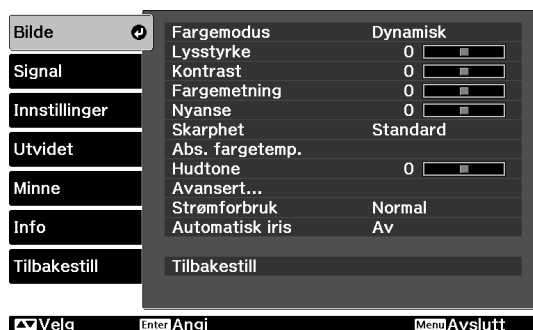 Bilde
Signal
Innstillinger
Utvidet
Minne
Info
Tilbakestill
Fargemodus Dynamisk
Lysstyrke 0
Kontrast 0
Fargemetning 0
Nyanse 0
Skarphet Standard
Abs. fargetemp.
Hudtone 0
Avansert...
Strømforbruk Normal
Automatisk iris Av
Tilbakestill
Velg Enter Angi Menu Avslutt